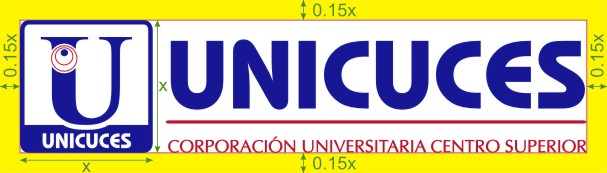 0.15x
0.15x
U
UNICUCES
x
x
UNICUCES
CORPORACIÓN UNIVERSITARIA CENTRO SUPERIOR
0.15x
0.15x